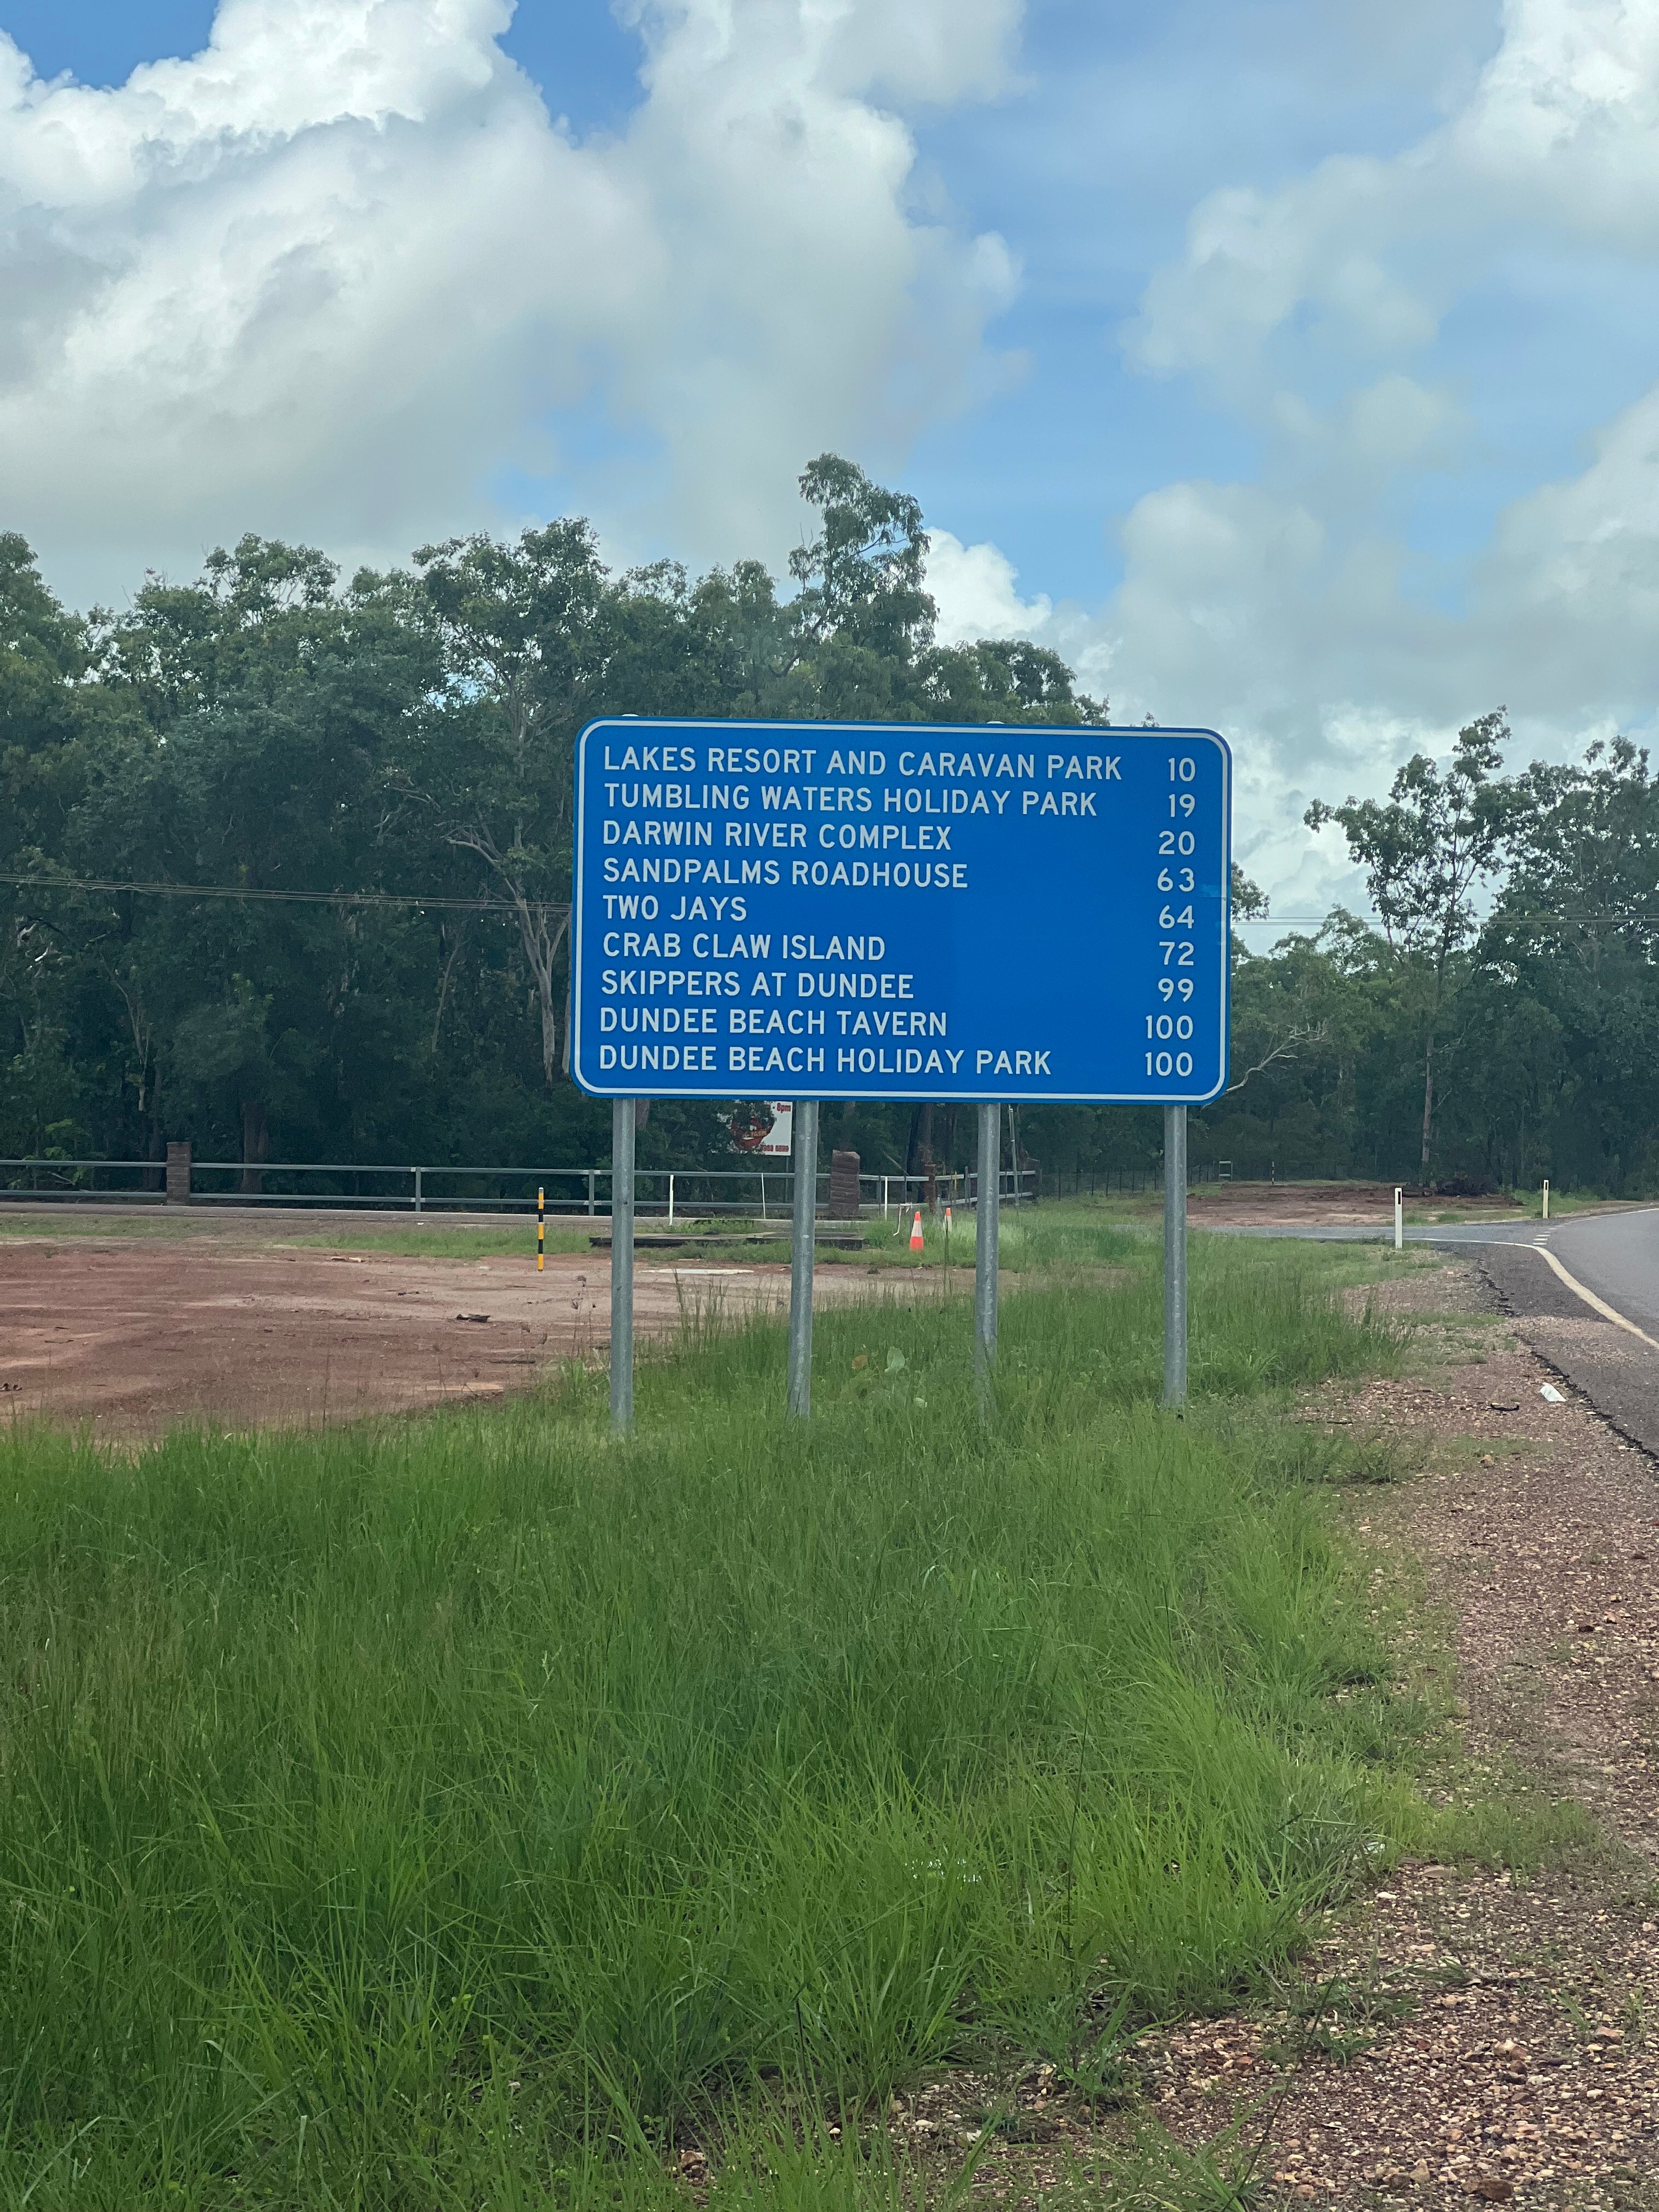 LAKES RESORT AND CARAVAN PARK 10
TUMBLING WATERS HOLIDAY PARK 19
DARWIN RIVER COMPLEX 20
SANDPALMS ROADHOUSE 63
TWO JAYS 64
CRAB CLAW ISLAND 72
SKIPPERS AT DUNDEE 99
DUNDEE BEACH TAVERN 100
DUNDEE BEACH HOLIDAY PARK 100
- 8pm